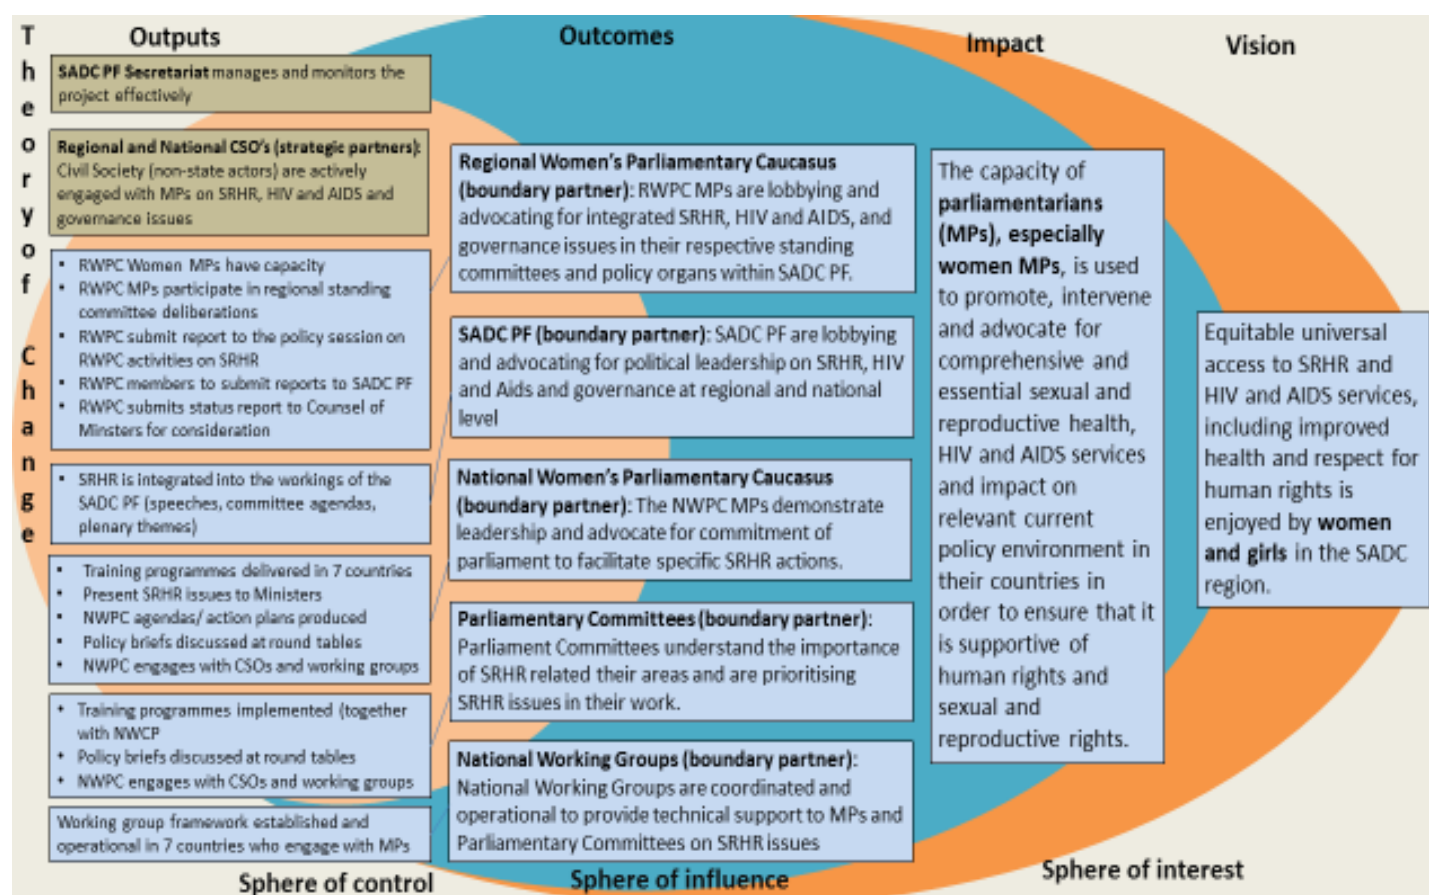 Theory of Change
Outputs
Outcomes
Impact
Vision
SADC PF Secretariat manages and monitors the
project effectively
Regional and National CSO's (strategic partners):
Civil Society (non-state actors) are actively
engaged with MPs on SRHR, HIV and AIDS and
governance issues
• RWPC Women MPs have capacity
• RWPC MPs participate in regional standing
committee deliberations
• RWPC submit report to the policy session on
RWPC activities on SRHR
• RWPC members to submit reports to SADC PF
• RWPC submits status report to Counsel of
Minsters for consideration
• SRHR is integrated into the workings of the
SADC PF (speeches, committee agendas,
plenary themes)
• Training programmes delivered in 7 countries
• Present SRHR issues to Ministers
• NWPC agendas/ action plans produced
• Policy briefs discussed at round tables
• NWPC engages with CSOs and working groups
• Training programmes implemented (together
with NWCP
• Policy briefs discussed at round tables
• NWPC engages with CSOs and working groups
Working group framework established and
operational in 7 countries who engage with MPs
Regional Women's Parliamentary Caucasus
(boundary partner): RWPC MPs are lobbying and
advocating for integrated SRHR, HIV and AIDS, and
governance issues in their respective standing
committees and policy organs within SADC PF.
SADC PF (boundary partner): SADC PF are lobbying
and advocating for political leadership on SRHR, HIV
and Aids and governance at regional and national
level
National Women's Parliamentary Caucasus
(boundary partner): The NWPC MPs demonstrate
leadership and advocate for commitment of
parliament to facilitate specific SRHR actions.
Parliamentary Committees (boundary partner):
Parliament Committees understand the importance
of SRHR related their areas and are prioritising
SRHR issues in their work.
National Working Groups (boundary partner):
National Working Groups are coordinated and
operational to provide technical support to MPs and
Parliamentary Committees on SRHR issues
The capacity of
parliamentarians
(MPs), especially
women MPs, is used
to promote, intervene
and advocate for
comprehensive and
essential sexual and
reproductive health,
HIV and AIDS services
and impact on
relevant current
policy environment in
their countries in
order to ensure that it
is supportive of
human rights and
sexual and
reproductive rights.
Equitable universal
access to SRHR and
HIV and AIDS services,
including improved
health and respect for
human rights is
enjoyed by women
and girls in the SADC
region.
Sphere of control
Sphere of influence
Sphere of interest